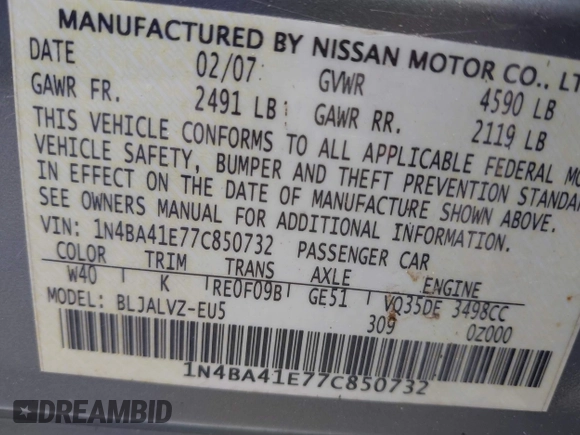 MANUFACTURED BY NISSAN MOTOR CO., LT
DATE 02/07 GVWR 4590 LB
GAWR FR. 2491 LB GAWR RR. 2119 LB
THIS VEHICLE CONFORMS TO ALL APPLICABLE FEDERAL MO
VEHICLE SAFETY, BUMPER AND THEFT PREVENTION STANDA
IN EFFECT ON THE DATE OF MANUFACTURE SHOWN ABOVE.
SEE OWNERS MANUAL FOR ADDITIONAL INFORMATION.
VIN: 1N4BA41E77C850732 PASSENGER CAR
COLOR TRIM TRANS AXLE ENGINE
W40 K RE0F09B GE51 VQ35DE 3498CC
MODEL: BLJALVZ-EU5 309 0Z000
1N4BA41E77C850732
DREAMBID